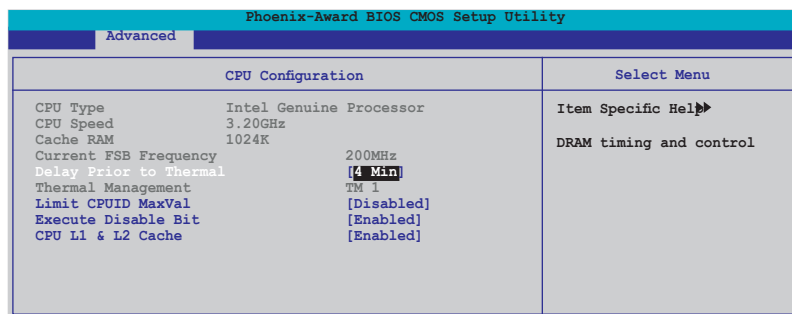 Phoenix-Award BIOS CMOS Setup Utility
Advanced
CPU Configuration
Select Menu
CPU Type Intel Genuine Processor
CPU Speed 3.20GHz
Cache RAM 1024K
Current FSB Frequency 200MHz
Delay Prior to Thermal [4 Min]
Thermal Management TM 1
Limit CPUID MaxVal [Disabled]
Execute Disable Bit [Enabled]
CPU L1 & L2 Cache [Enabled]
Item Specific Help
DRAM timing and control